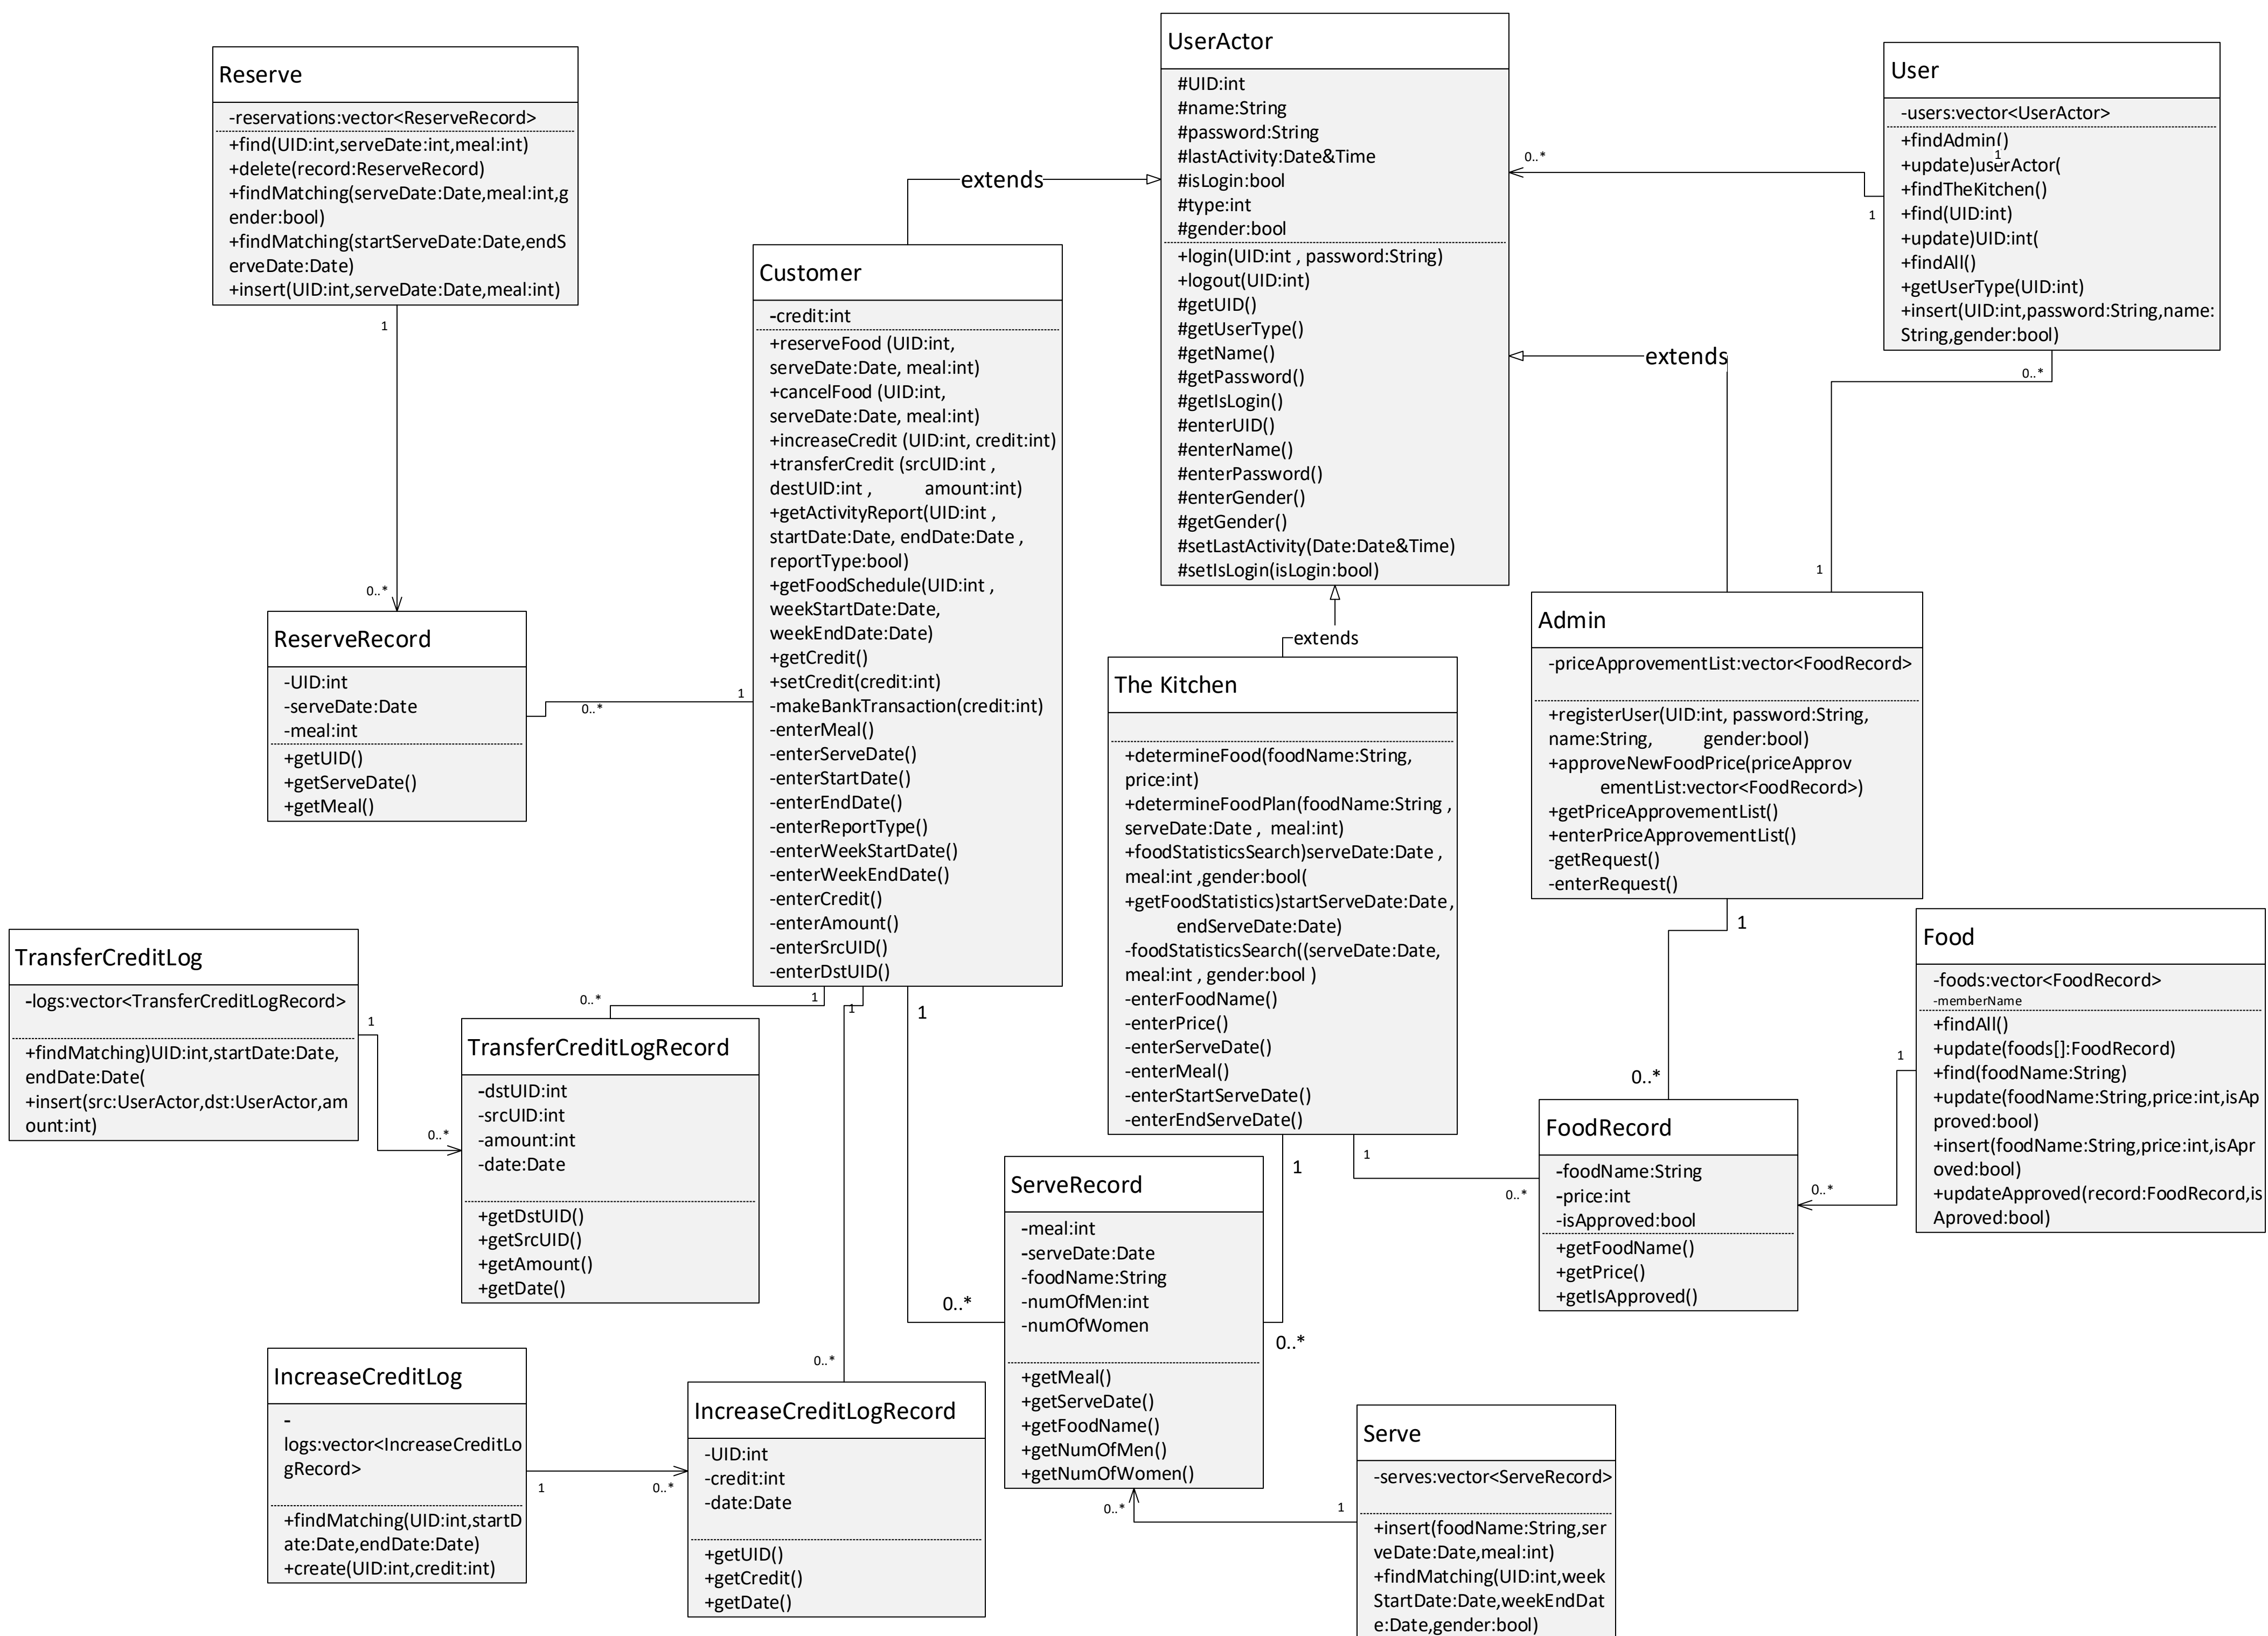 Reserve
-reservations:vector<ReserveRecord>
+find(UID:int,serveDate:int,meal:int)
+delete(record:ReserveRecord)
+findMatching(serveDate:Date,meal:int,g
ender:bool)
+findMatching(startServeDate:Date,endS
erveDate:Date)
+insert(UID:int,serveDate:Date,meal:int)
1
0..*
UserActor
#UID:int
#name:String
#password:String
#lastActivity:Date&Time
#isLogin:bool
#type:int
#gender:bool
+login(UID:int , password:String)
+logout(UID:int)
#getUID()
#getUserType()
#getName()
#getPassword()
#getIsLogin()
#enterUID()
#enterName()
#enterPassword()
#enterGender()
#getGender()
#setLastActivity(Date:Date&Time)
#setIsLogin(isLogin:bool)
User
-users:vector<UserActor>
+findAdmin()
1
+update)userActor(
+findTheKitchen()
+find(UID:int)
+update)UID:int(
+findAll()
+getUserType(UID:int)
+insert(UID:int,password:String,name:
String,gender:bool)
0..*
1
0..*
1
extends
extends
extends
Customer
-credit:int
+reserveFood (UID:int,
serveDate:Date, meal:int)
+cancelFood (UID:int,
serveDate:Date, meal:int)
+increaseCredit (UID:int, credit:int)
+transferCredit (srcUID:int ,
destUID:int , amount:int)
+getActivityReport(UID:int ,
startDate:Date, endDate:Date ,
reportType:bool)
+getFoodSchedule(UID:int ,
weekStartDate:Date,
weekEndDate:Date)
+getCredit()
+setCredit(credit:int)
-makeBankTransaction(credit:int)
-enterMeal()
-enterServeDate()
-enterStartDate()
-enterEndDate()
-enterReportType()
-enterWeekStartDate()
-enterWeekEndDate()
-enterCredit()
-enterAmount()
-enterSrcUID()
-enterDstUID()
ReserveRecord
-UID:int
-serveDate:Date
-meal:int
+getUID()
+getServeDate()
+getMeal()
0..*
1
The Kitchen
+determineFood(foodName:String,
price:int)
+determineFoodPlan(foodName:String ,
serveDate:Date , meal:int)
+foodStatisticsSearch)serveDate:Date ,
meal:int ,gender:bool(
+getFoodStatistics)startServeDate:Date,
endServeDate:Date)
-foodStatisticsSearch((serveDate:Date,
meal:int , gender:bool )
-enterFoodName()
-enterPrice()
-enterServeDate()
-enterMeal()
-enterStartServeDate()
-enterEndServeDate()
Admin
-priceApprovementList:vector<FoodRecord>
+registerUser(UID:int, password:String,
name:String, gender:bool)
+approveNewFoodPrice(priceApprov
ementList:vector<FoodRecord>)
+getPriceApprovementList()
+enterPriceApprovementList()
-getRequest()
-enterRequest()
1
0..*
Food
-foods:vector<FoodRecord>
-memberName
+findAll()
+update(foods[]:FoodRecord)
+find(foodName:String)
+update(foodName:String,price:int,isAp
proved:bool)
+insert(foodName:String,price:int,isApr
oved:bool)
+updateApproved(record:FoodRecord,is
Aproved:bool)
1
0..*
TransferCreditLog
-logs:vector<TransferCreditLogRecord>
+findMatching)UID:int,startDate:Date,
endDate:Date(
+insert(src:UserActor,dst:UserActor,am
ount:int)
1
0..*
0..*
1
1
1
TransferCreditLogRecord
-dstUID:int
-srcUID:int
-amount:int
-date:Date
+getDstUID()
+getSrcUID()
+getAmount()
+getDate()
FoodRecord
-foodName:String
-price:int
-isApproved:bool
+getFoodName()
+getPrice()
+getIsApproved()
1
0..*
1
0..*
ServeRecord
-meal:int
-serveDate:Date
-foodName:String
-numOfMen:int
-numOfWomen
+getMeal()
+getServeDate()
+getFoodName()
+getNumOfMen()
+getNumOfWomen()
0..*
0..*
IncreaseCreditLog
-
logs:vector<IncreaseCreditLo
gRecord>
+findMatching(UID:int,startD
ate:Date,endDate:Date)
+create(UID:int,credit:int)
1
0..*
IncreaseCreditLogRecord
-UID:int
-credit:int
-date:Date
+getUID()
+getCredit()
+getDate()
0..*
1
Serve
-serves:vector<ServeRecord>
+insert(foodName:String,ser
veDate:Date,meal:int)
+findMatching(UID:int,week
StartDate:Date,weekEndDat
e:Date,gender:bool)